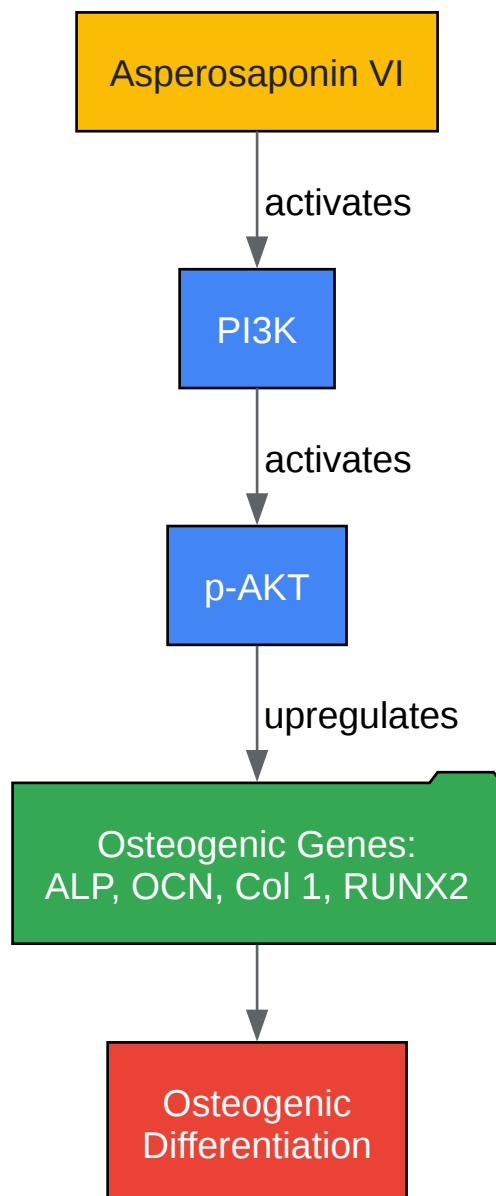 Asperosaponin VI
activates
PI3K
activates
p-AKT
upregulates
Osteogenic Genes:
ALP, OCN, Col 1, RUNX2
Osteogenic
Differentiation